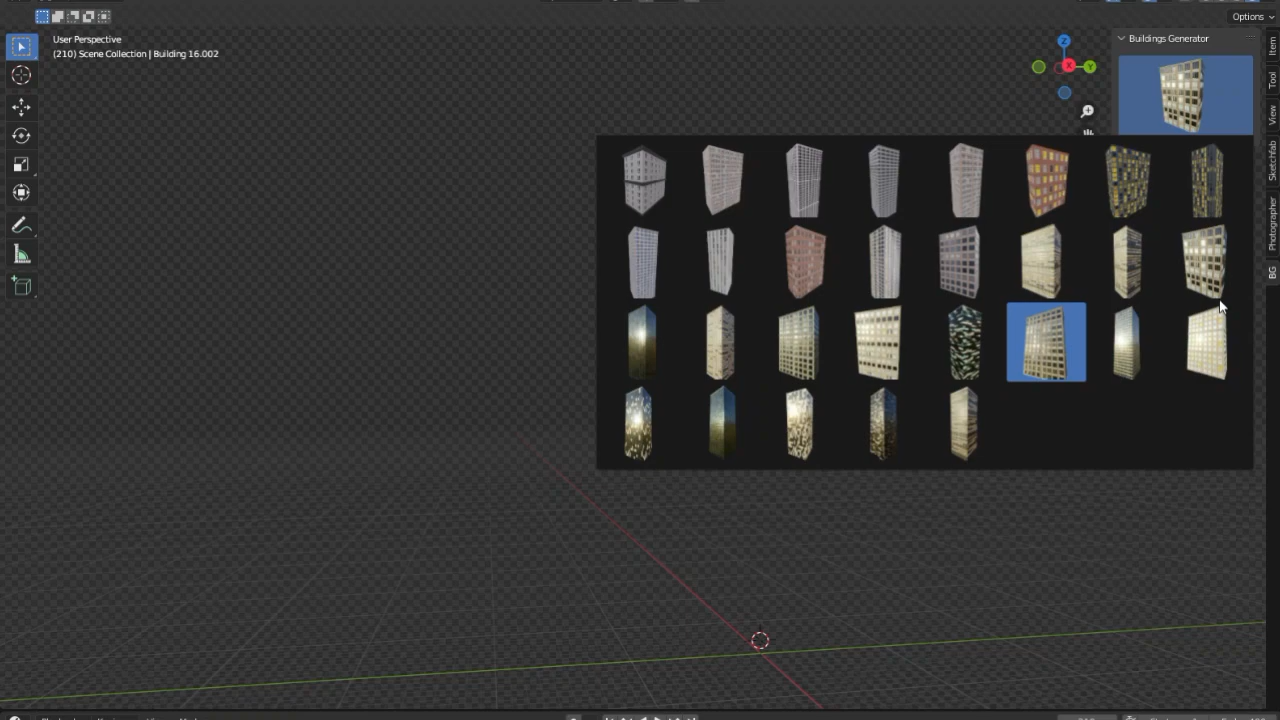 Options
User Perspective
(210) Scene Collection | Building 16.002
Buildings Generator
Z
X
Y
Item
Tool
View
Sketchfab
Photographer
BG